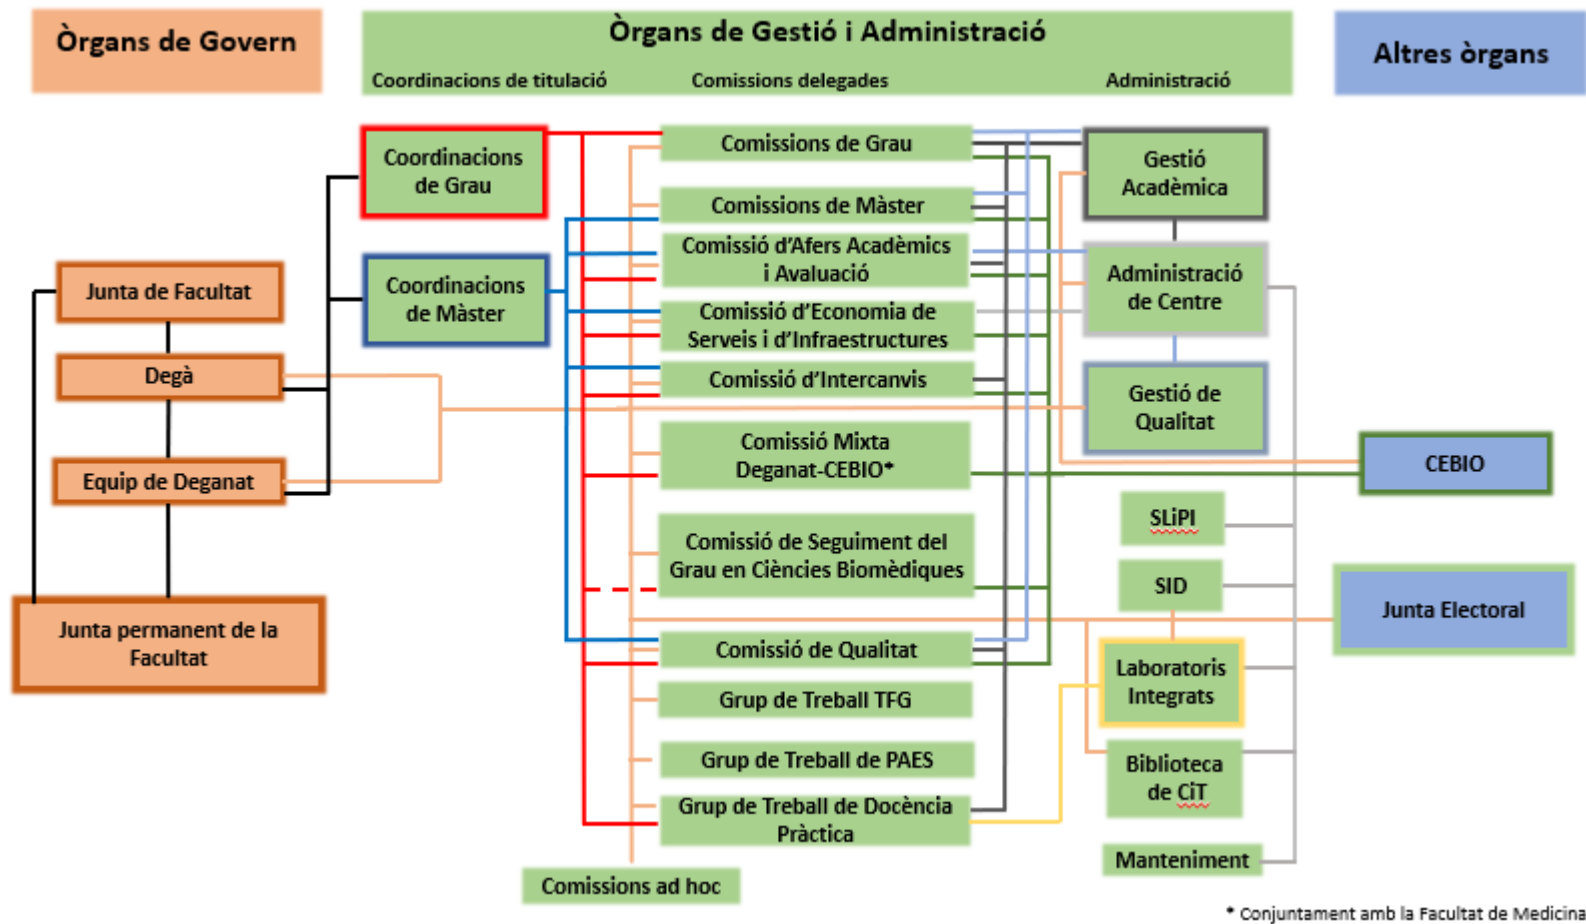 Òrgans de Govern
Òrgans de Gestió i Administració
Coordinacions de titulació
Comissions delegades
Administració
Altres òrgans
Coordinacions
de Grau
Coordinacions
de Màster
Junta de Facultat
Degà
Equip de Deganat
Junta permanent de la
Facultat
Comissions de Grau
Comissions de Màster
Comissió d'Afers Acadèmics
i Avaluació
Comissió d'Economia de
Serveis i d'Infraestructures
Comissió d'Intercanvis
Comissió Mixta
Deganat-CEBIO*
Comissió de Seguiment del
Grau en Ciències Biomèdiques
Comissió de Qualitat
Grup de Treball TFG
Grup de Treball de PAES
Grup de Treball de Docència
Pràctica
Comissions ad hoc
Gestió
Acadèmica
Administració
de Centre
Gestió de
Qualitat
SLiPI
SID
Laboratoris
Integrats
Biblioteca
de CiT
Manteniment
CEBIO
Junta Electoral
* Conjuntament amb la Facultat de Medicina